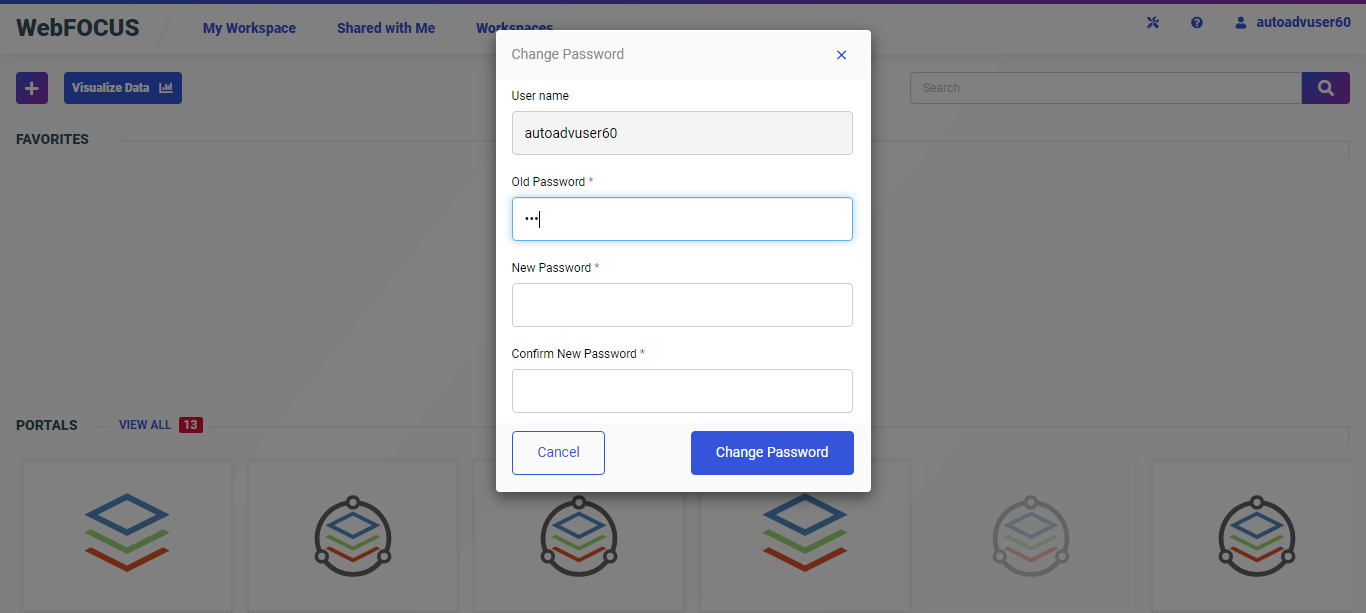 WebFOCUS
My Workspace Shared with Me Workspaces
autoadvuser60
Visualize Data
Search
FAVORITES
Change Password
User name
autoadvuser60
Old Password *
•••
New Password *
Confirm New Password *
Cancel Change Password
PORTALS VIEW ALL 13